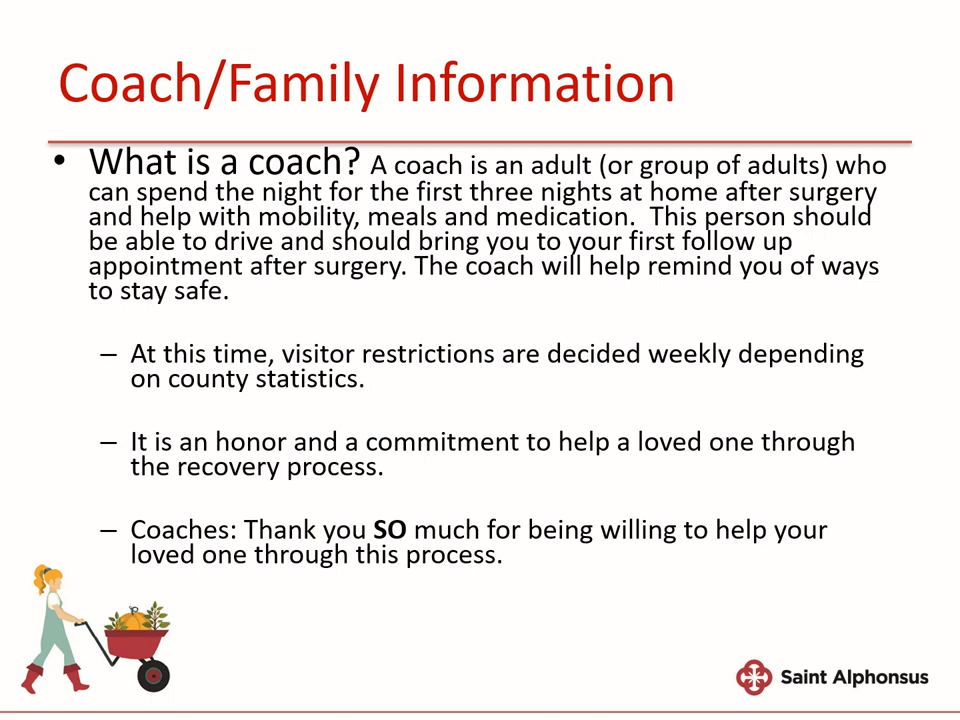 Coach/Family Information
• What is a coach? A coach is an adult (or group of adults) who
can spend the night for the first three nights at home after surgery
and help with mobility, meals and medication.  This person should
be able to drive and should bring you to your first follow up
appointment after surgery. The coach will help remind you of ways
to stay safe.
– At this time, visitor restrictions are decided weekly depending
on county statistics.
– It is an honor and a commitment to help a loved one through
the recovery process.
– Coaches: Thank you SO much for being willing to help your
loved one through this process.
Saint Alphonsus